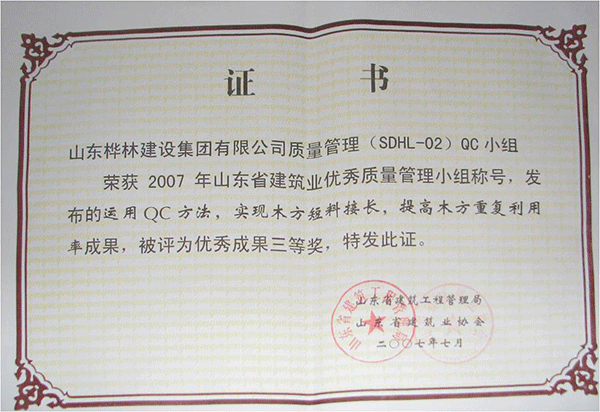 证 书
山东桦林建设集团有限公司质量管理（SDHL-02）QC小组
荣获 2007 年山东省建筑业优秀质量管理小组称号，发
布的运用QC方法，实现木方短料接长，提高木方重复利用
率成果，被评为优秀成果三等奖，特发此证。
山东省建筑工程管理局
山东省建筑业协会
二〇〇七年七月